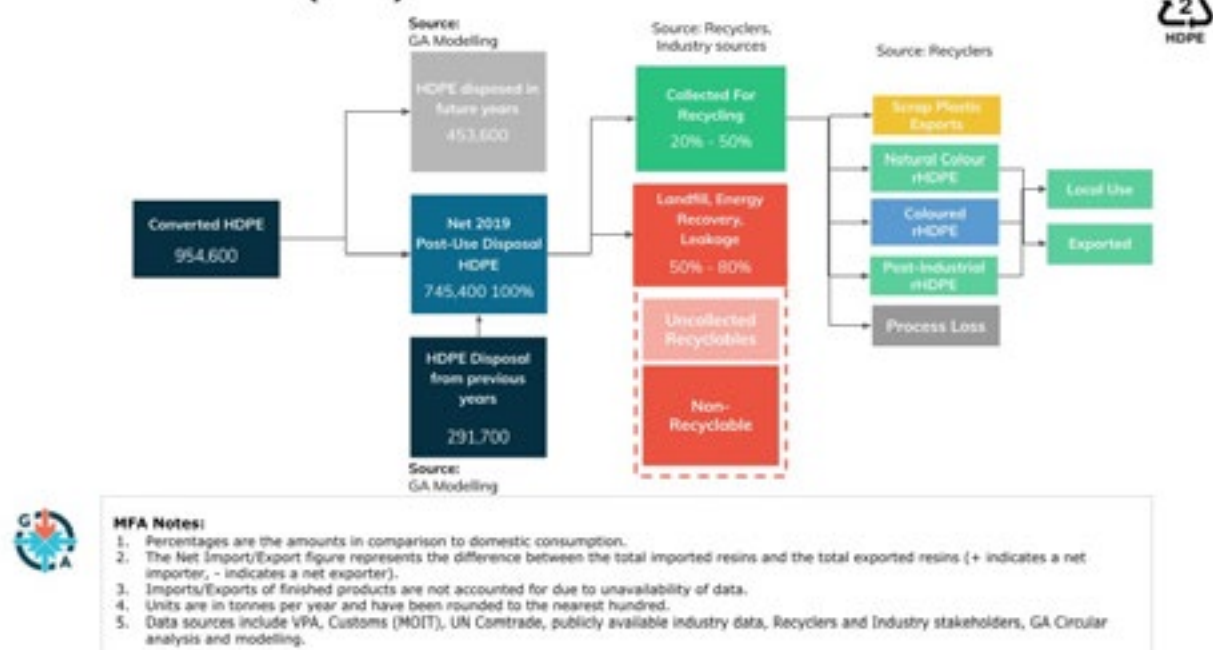 2
HDPE
Source:
GA Modelling
Source: Recyclers,
Industry sources
Source: Recyclers
HDPE disposed in
future years
453,600
Collected For
Recycling
20% - 50%
Scrap Plastic
Exports
Natural Colour
rHDPE
Landfill, Energy
Recovery,
Leakage
50% - 80%
Local Use
Converted HDPE
954,600
Net 2019
Post-Use Disposal
HDPE
745,400 100%
Coloured
rHDPE
Exported
Post-Industrial
rHDPE
Uncollected
Recyclables
Process Loss
HDPE Disposal
from previous
years
291,700
Non-
Recyclable
Source:
GA Modelling
G
A
MFA Notes:
1. Percentages are the amounts in comparison to domestic consumption.
2. The Net Import/Export figure represents the difference between the total imported resins and the total exported resins (+ indicates a net
importer, - indicates a net exporter).
3. Imports/Exports of finished products are not accounted for due to unavailability of data.
4. Units are in tonnes per year and have been rounded to the nearest hundred.
5. Data sources include VPA, Customs (MOIT), UN Comtrade, publicly available industry data, Recyclers and Industry stakeholders, GA Circular
analysis and modelling.